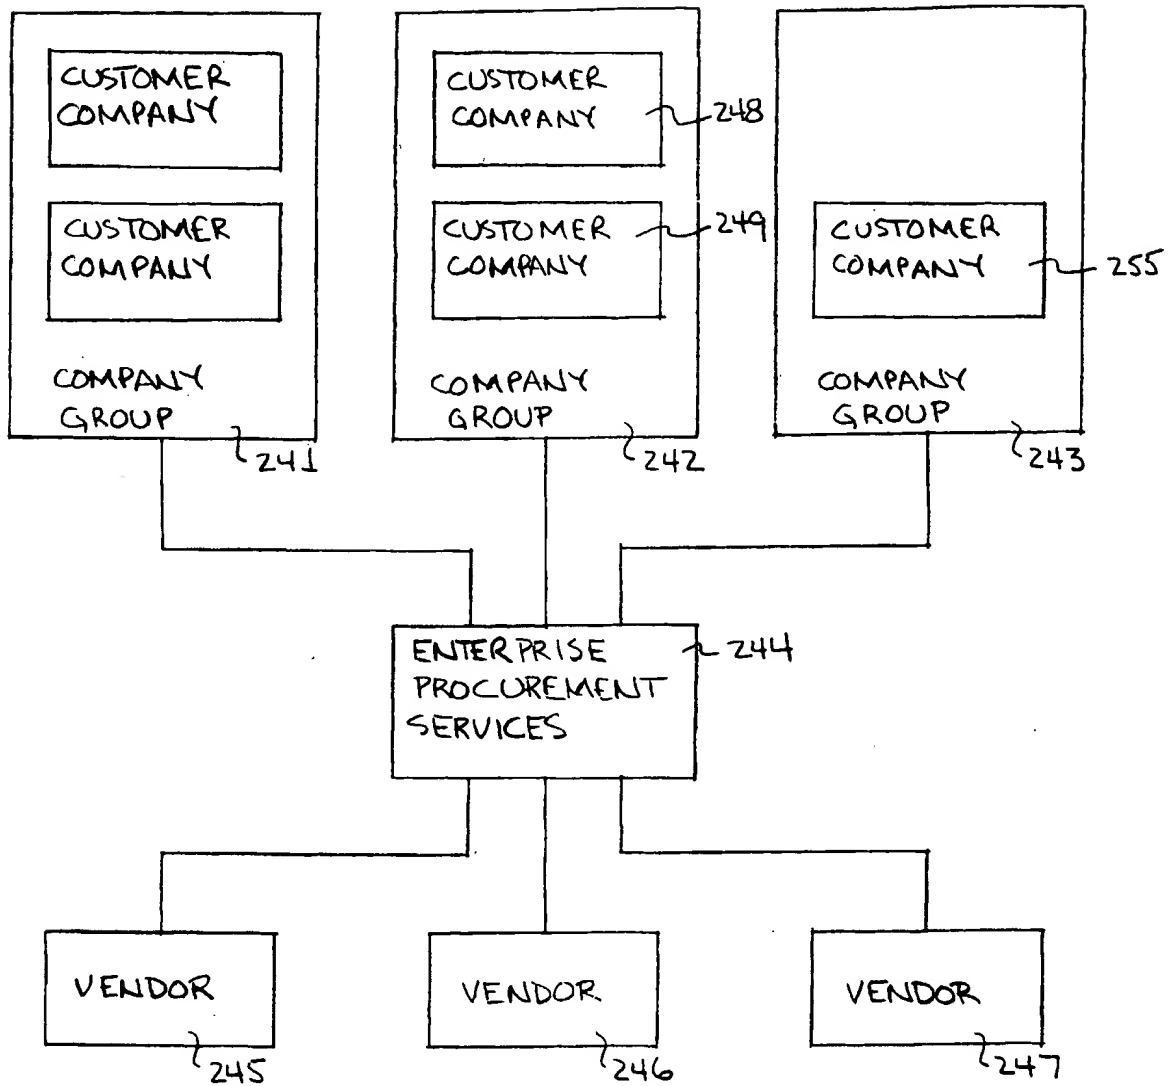 CUSTOMER
COMPANY
CUSTOMER
COMPANY
COMPANY
GROUP
241
CUSTOMER
COMPANY
248
CUSTOMER
COMPANY
249
COMPANY
GROUP
242
CUSTOMER
COMPANY
255
COMPANY
GROUP
243
ENTERPRISE
PROCUREMENT
SERVICES
244
VENDOR
245
VENDOR
246
VENDOR
247